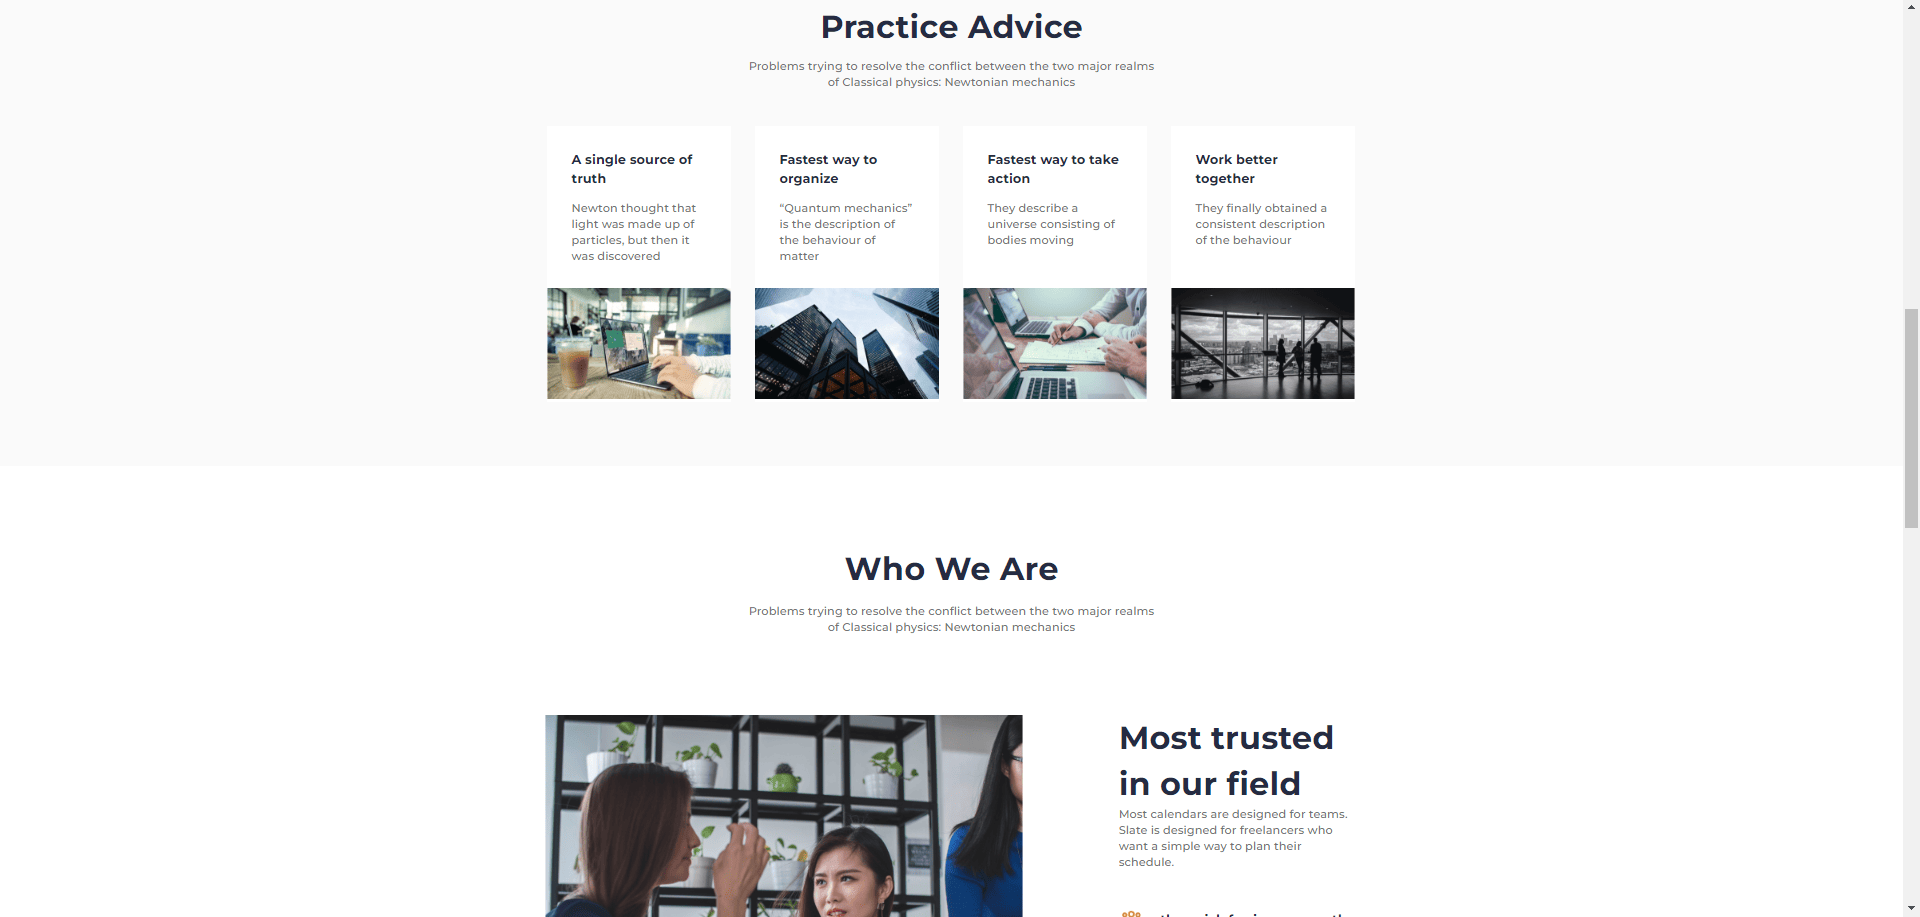 Practice Advice
Problems trying to resolve the conflict between the two major realms
of Classical physics: Newtonian mechanics
A single source of
truth
Newton thought that
light was made up of
particles, but then it
was discovered
Fastest way to
organize
“Quantum mechanics”
is the description of
the behaviour of
matter
Fastest way to take
action
They describe a
universe consisting of
bodies moving
Work better
together
They finally obtained a
consistent description
of the behaviour
Who We Are
Problems trying to resolve the conflict between the two major realms
of Classical physics: Newtonian mechanics
Most trusted
in our field
Most calendars are designed for teams.
Slate is designed for freelancers who
want a simple way to plan their
schedule.